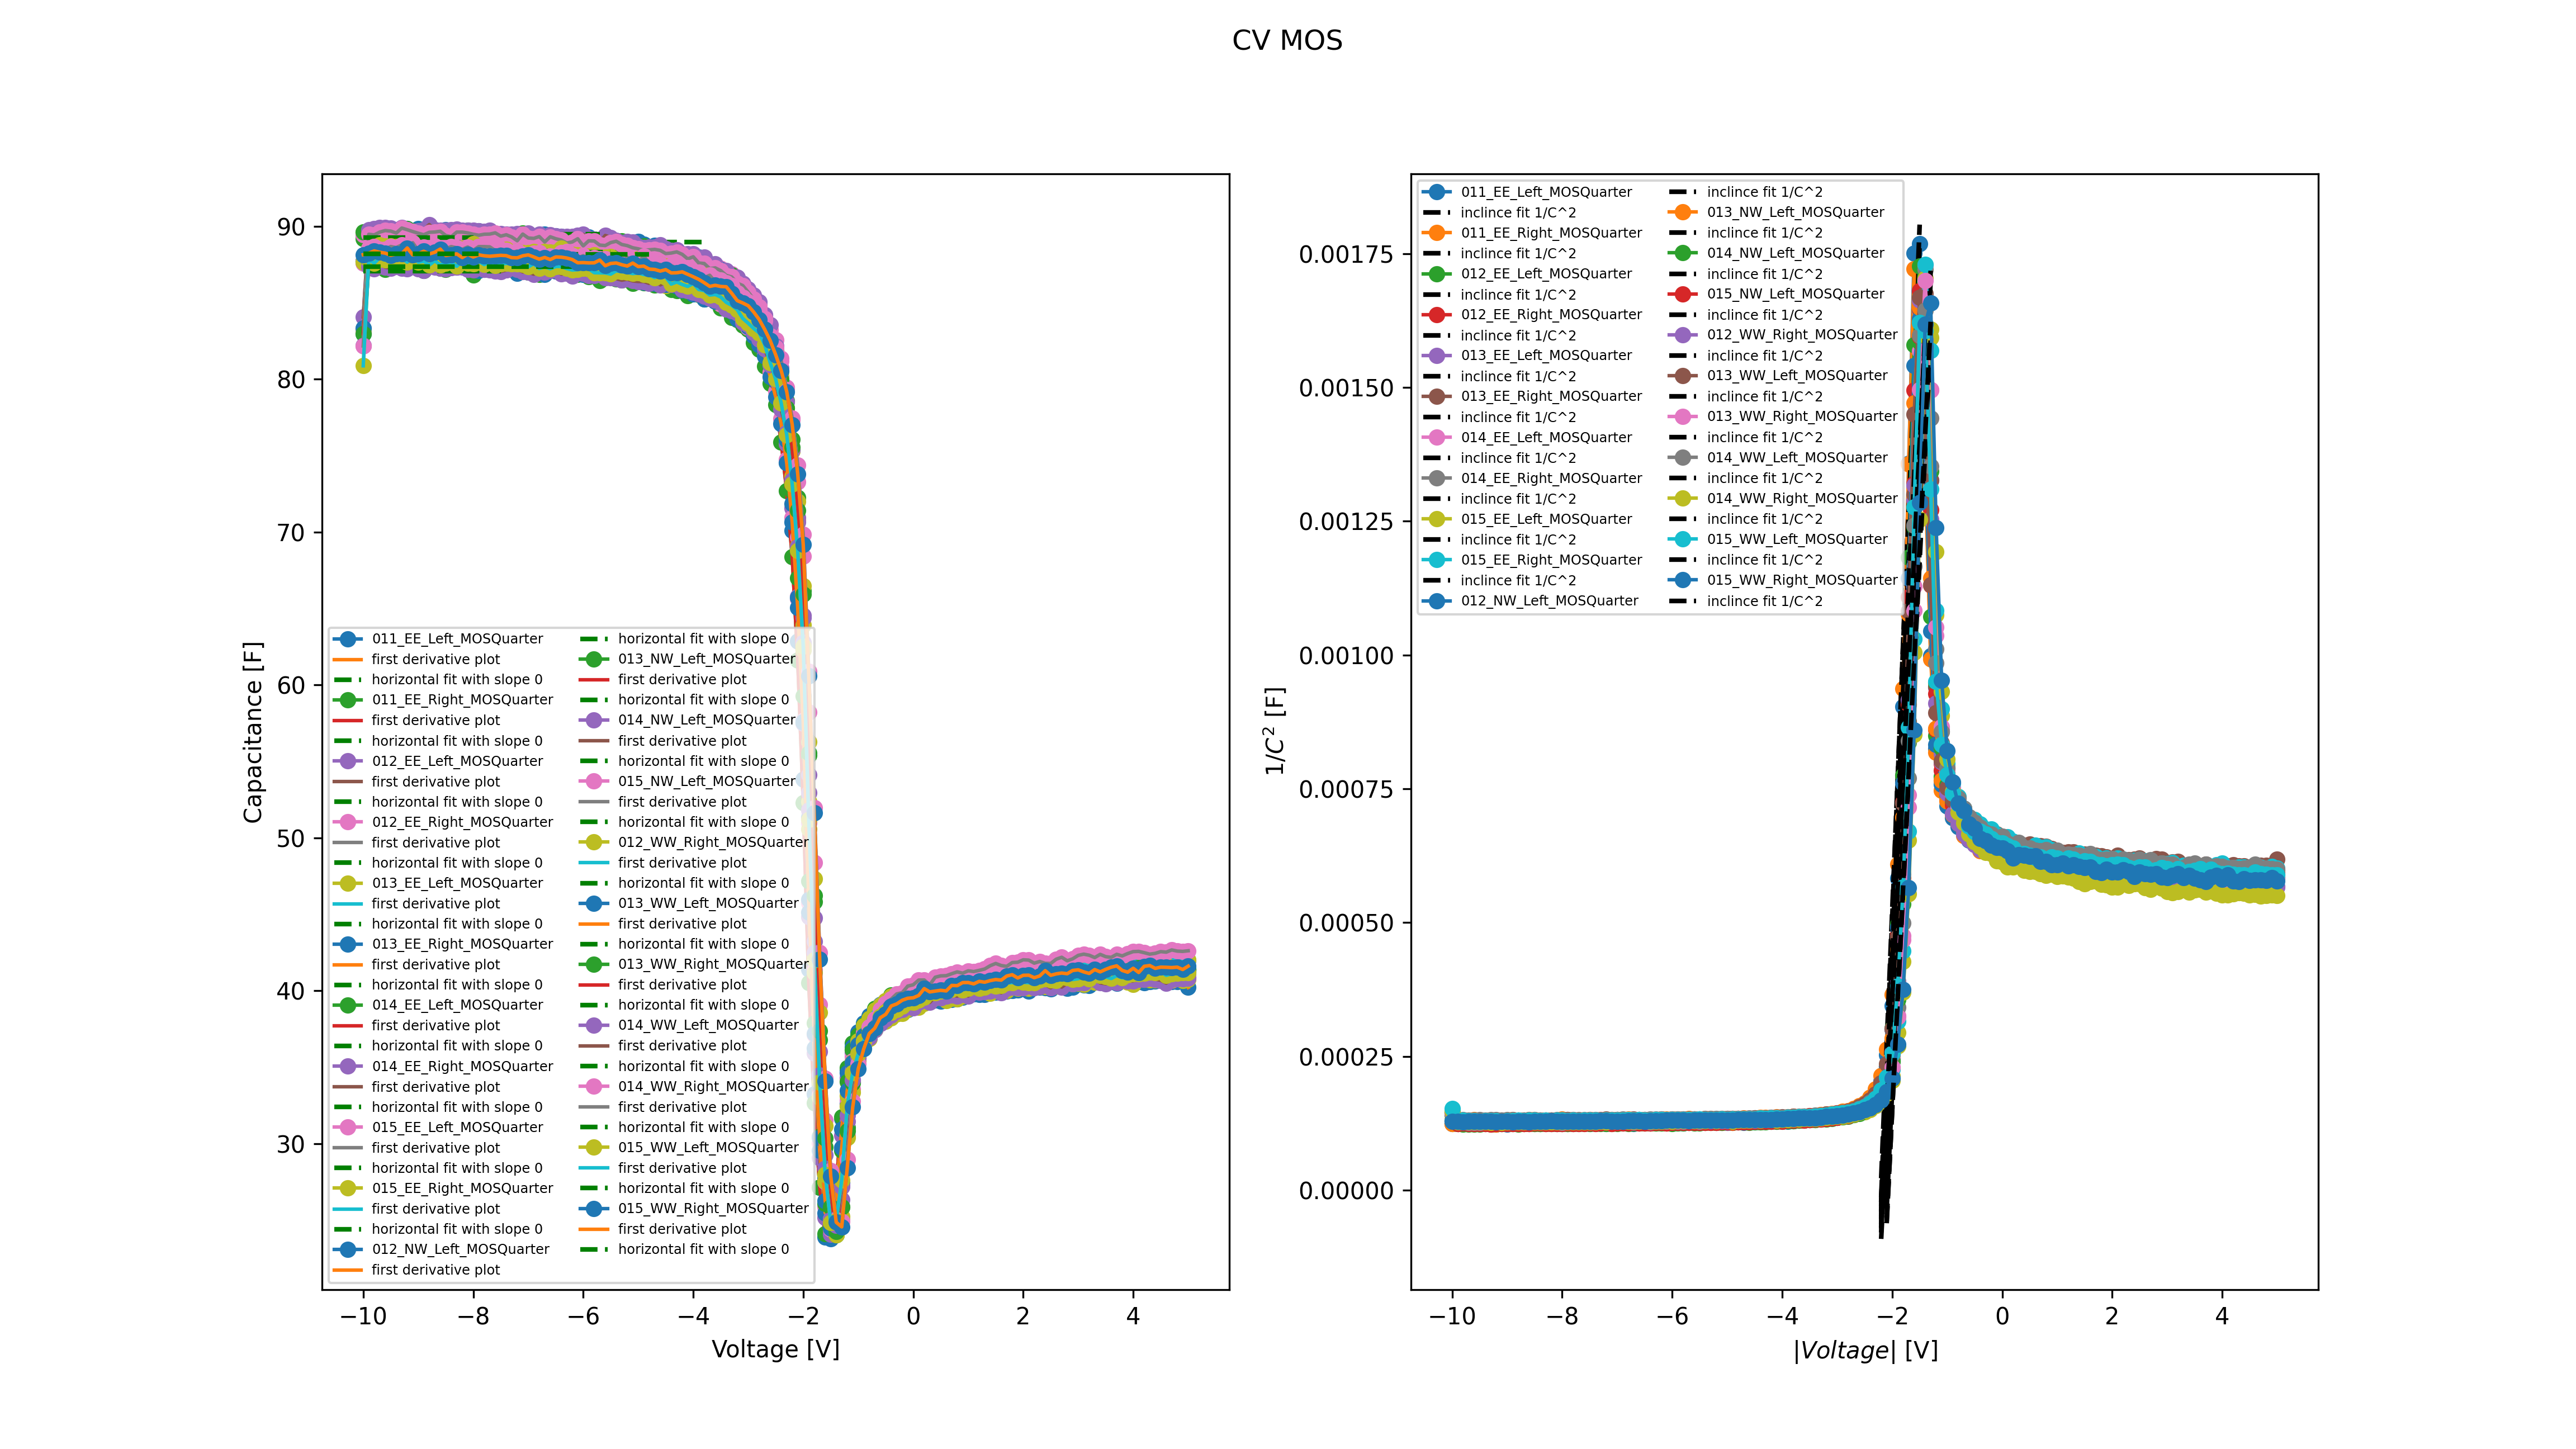 CV MOS
90
80
70
60
50
40
30
Capacitance [F]
011_EE_Left_MOSQuarter
first derivative plot
horizontal fit with slope 0
011_EE_Right_MOSQuarter
first derivative plot
horizontal fit with slope 0
012_EE_Left_MOSQuarter
first derivative plot
horizontal fit with slope 0
012_EE_Right_MOSQuarter
first derivative plot
horizontal fit with slope 0
013_EE_Left_MOSQuarter
first derivative plot
horizontal fit with slope 0
013_EE_Right_MOSQuarter
first derivative plot
horizontal fit with slope 0
014_EE_Left_MOSQuarter
first derivative plot
horizontal fit with slope 0
014_EE_Right_MOSQuarter
first derivative plot
horizontal fit with slope 0
015_EE_Left_MOSQuarter
first derivative plot
horizontal fit with slope 0
015_EE_Right_MOSQuarter
first derivative plot
horizontal fit with slope 0
012_NW_Left_MOSQuarter
first derivative plot
horizontal fit with slope 0
013_NW_Left_MOSQuarter
first derivative plot
horizontal fit with slope 0
014_NW_Left_MOSQuarter
first derivative plot
horizontal fit with slope 0
015_NW_Left_MOSQuarter
first derivative plot
horizontal fit with slope 0
012_WW_Right_MOSQuarter
first derivative plot
horizontal fit with slope 0
013_WW_Left_MOSQuarter
first derivative plot
horizontal fit with slope 0
013_WW_Right_MOSQuarter
first derivative plot
horizontal fit with slope 0
014_WW_Left_MOSQuarter
first derivative plot
horizontal fit with slope 0
014_WW_Right_MOSQuarter
first derivative plot
horizontal fit with slope 0
015_WW_Left_MOSQuarter
first derivative plot
horizontal fit with slope 0
015_WW_Right_MOSQuarter
first derivative plot
horizontal fit with slope 0
−10 −8 −6 −4 −2 0 2 4
Voltage [V]
0.00175
0.00150
0.00125
0.00100
0.00075
0.00050
0.00025
0.00000
1/C² [F]
011_EE_Left_MOSQuarter
inclince fit 1/C^2
011_EE_Right_MOSQuarter
inclince fit 1/C^2
012_EE_Left_MOSQuarter
inclince fit 1/C^2
012_EE_Right_MOSQuarter
inclince fit 1/C^2
013_EE_Left_MOSQuarter
inclince fit 1/C^2
013_EE_Right_MOSQuarter
inclince fit 1/C^2
014_EE_Left_MOSQuarter
inclince fit 1/C^2
014_EE_Right_MOSQuarter
inclince fit 1/C^2
015_EE_Left_MOSQuarter
inclince fit 1/C^2
015_EE_Right_MOSQuarter
inclince fit 1/C^2
012_NW_Left_MOSQuarter
inclince fit 1/C^2
013_NW_Left_MOSQuarter
inclince fit 1/C^2
014_NW_Left_MOSQuarter
inclince fit 1/C^2
015_NW_Left_MOSQuarter
inclince fit 1/C^2
012_WW_Right_MOSQuarter
inclince fit 1/C^2
013_WW_Left_MOSQuarter
inclince fit 1/C^2
013_WW_Right_MOSQuarter
inclince fit 1/C^2
014_WW_Left_MOSQuarter
inclince fit 1/C^2
014_WW_Right_MOSQuarter
inclince fit 1/C^2
015_WW_Left_MOSQuarter
inclince fit 1/C^2
015_WW_Right_MOSQuarter
inclince fit 1/C^2
−10 −8 −6 −4 −2 0 2 4
|Voltage| [V]